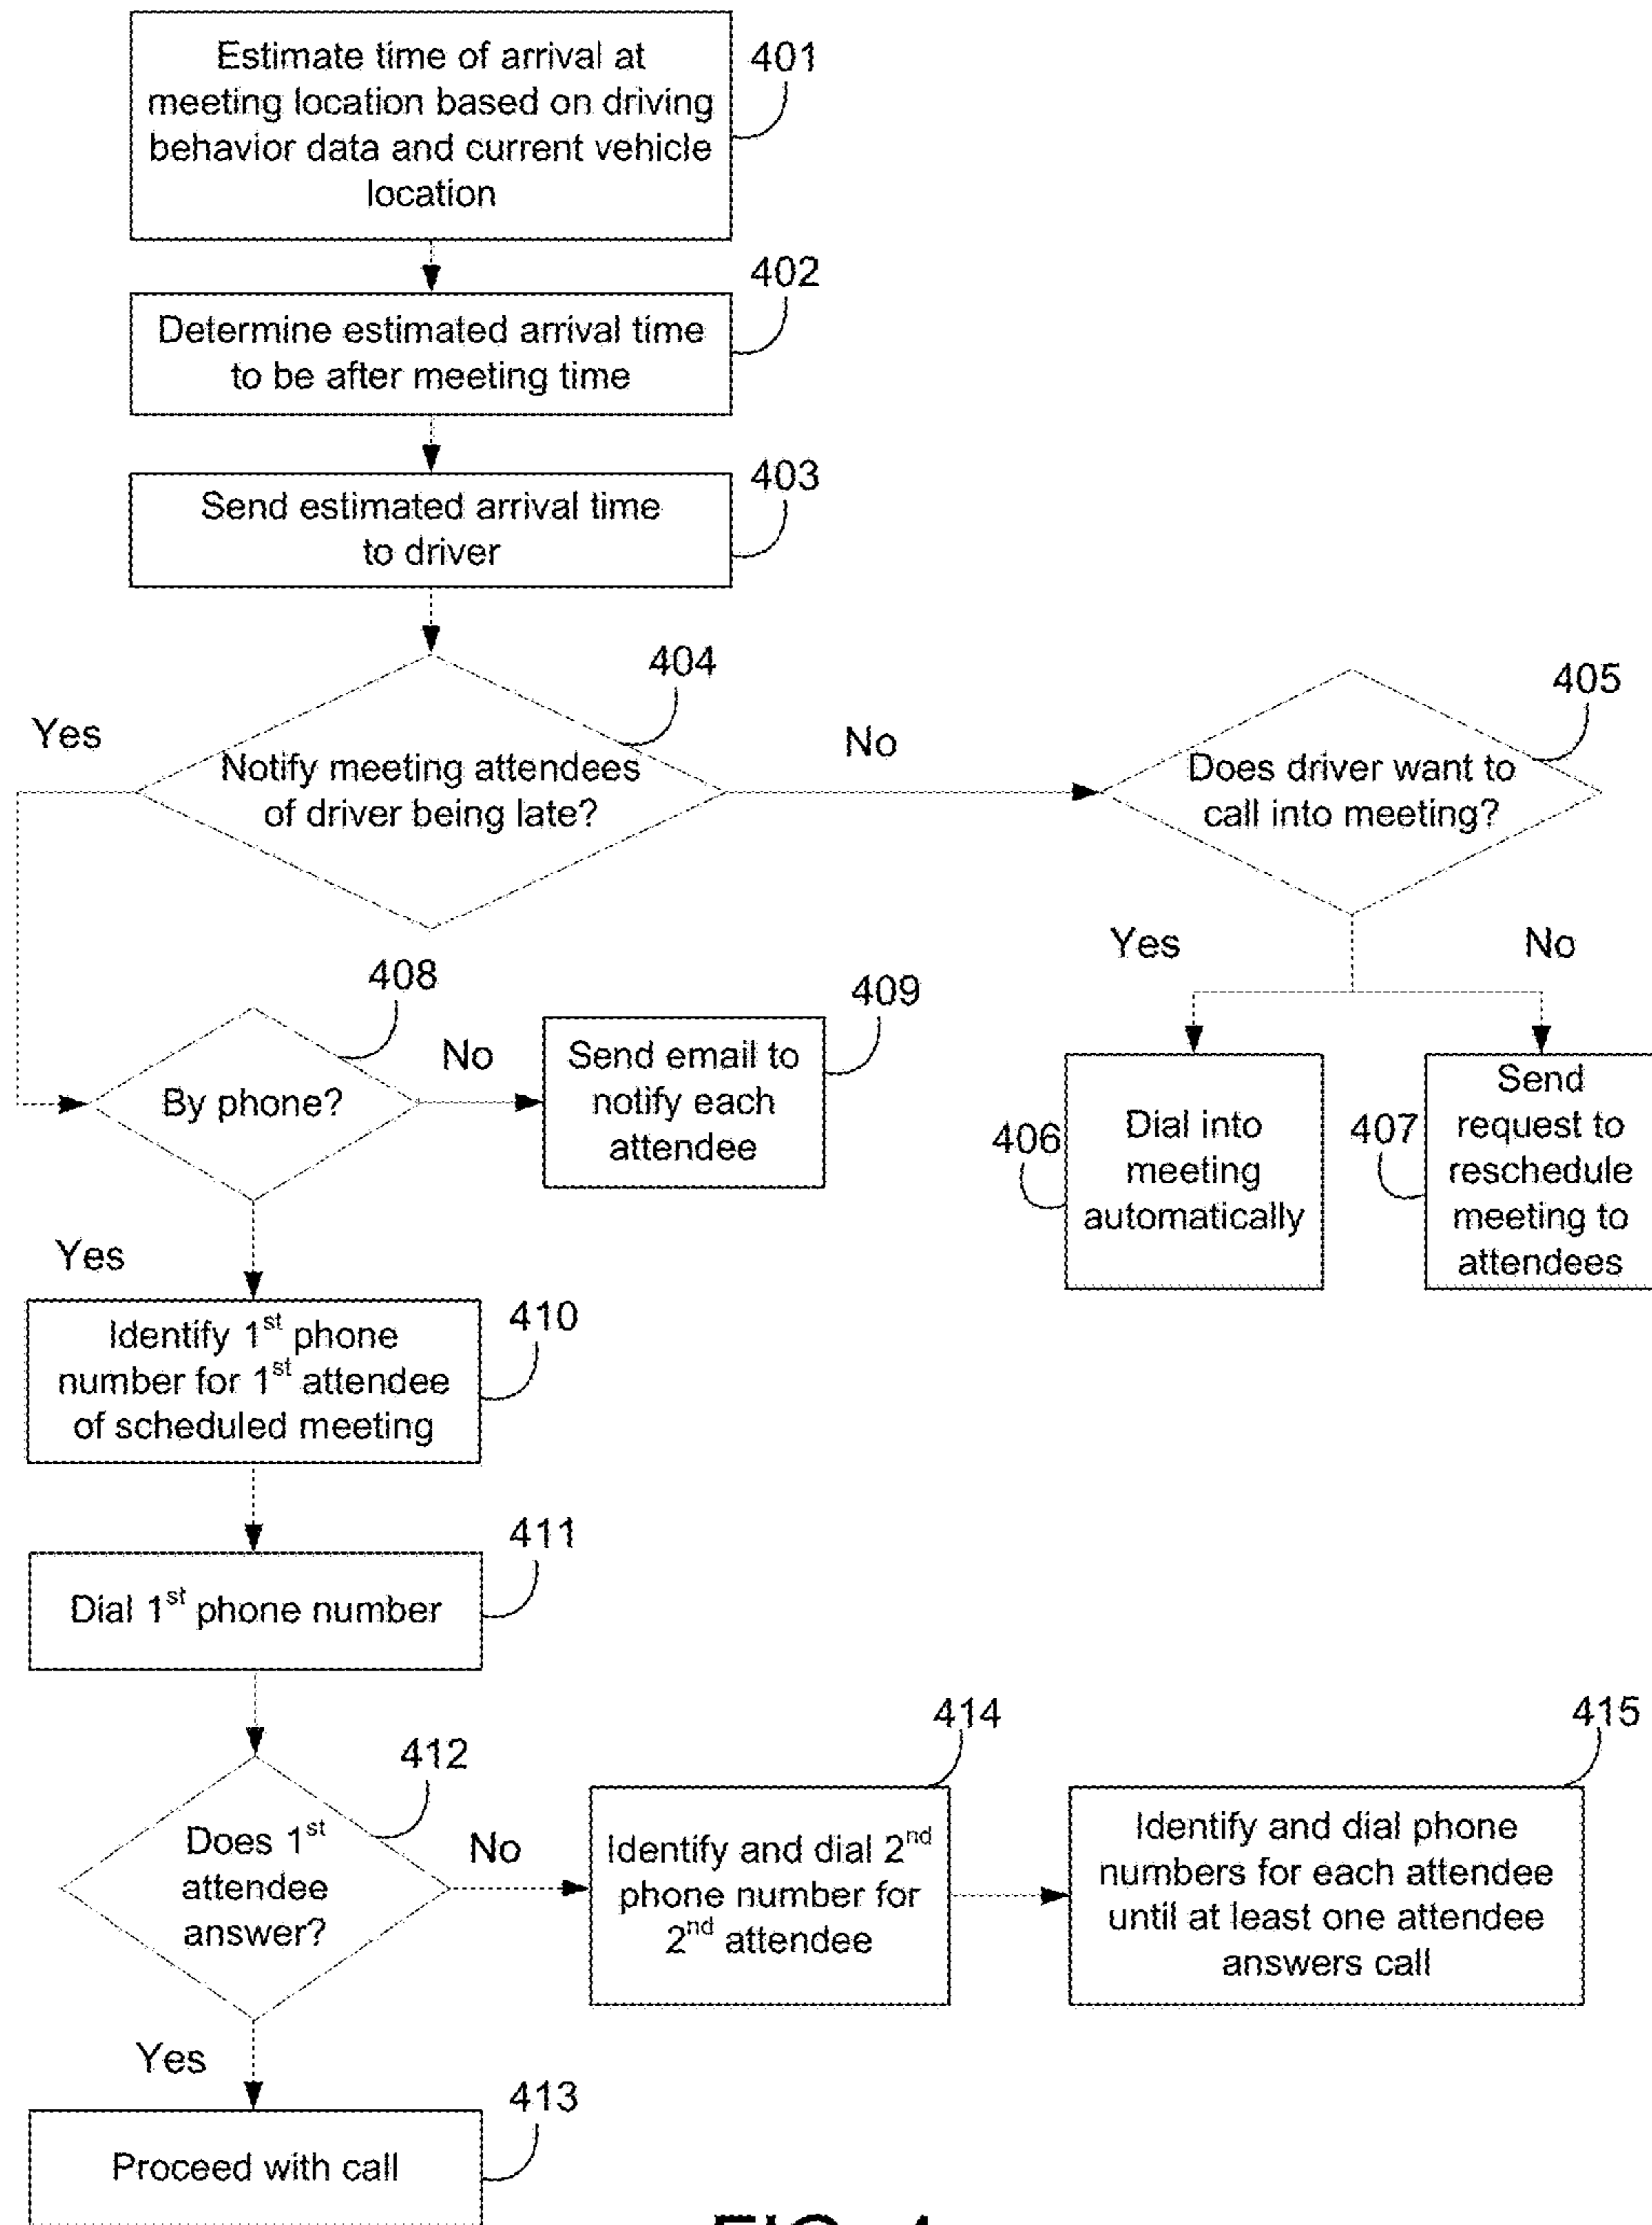 Estimate time of arrival at
meeting location based on driving
behavior data and current vehicle
location
401
402
Determine estimated arrival time
to be after meeting time
403
Send estimated arrival time
to driver
404
Yes
No
Notify meeting attendees
of driver being late?
405
Does driver want to
call into meeting?
Yes
No
408
By phone?
No
409
Send email to
notify each
attendee
406
Dial into
meeting
automatically
407
Send
request to
reschedule
meeting to
attendees
Yes
410
Identify 1st phone
number for 1st attendee
of scheduled meeting
411
Dial 1st phone number
412
Does 1st
attendee
answer?
No
414
Identify and dial 2nd
phone number for
2nd attendee
415
Identify and dial phone
numbers for each attendee
until at least one attendee
answers call
Yes
413
Proceed with call